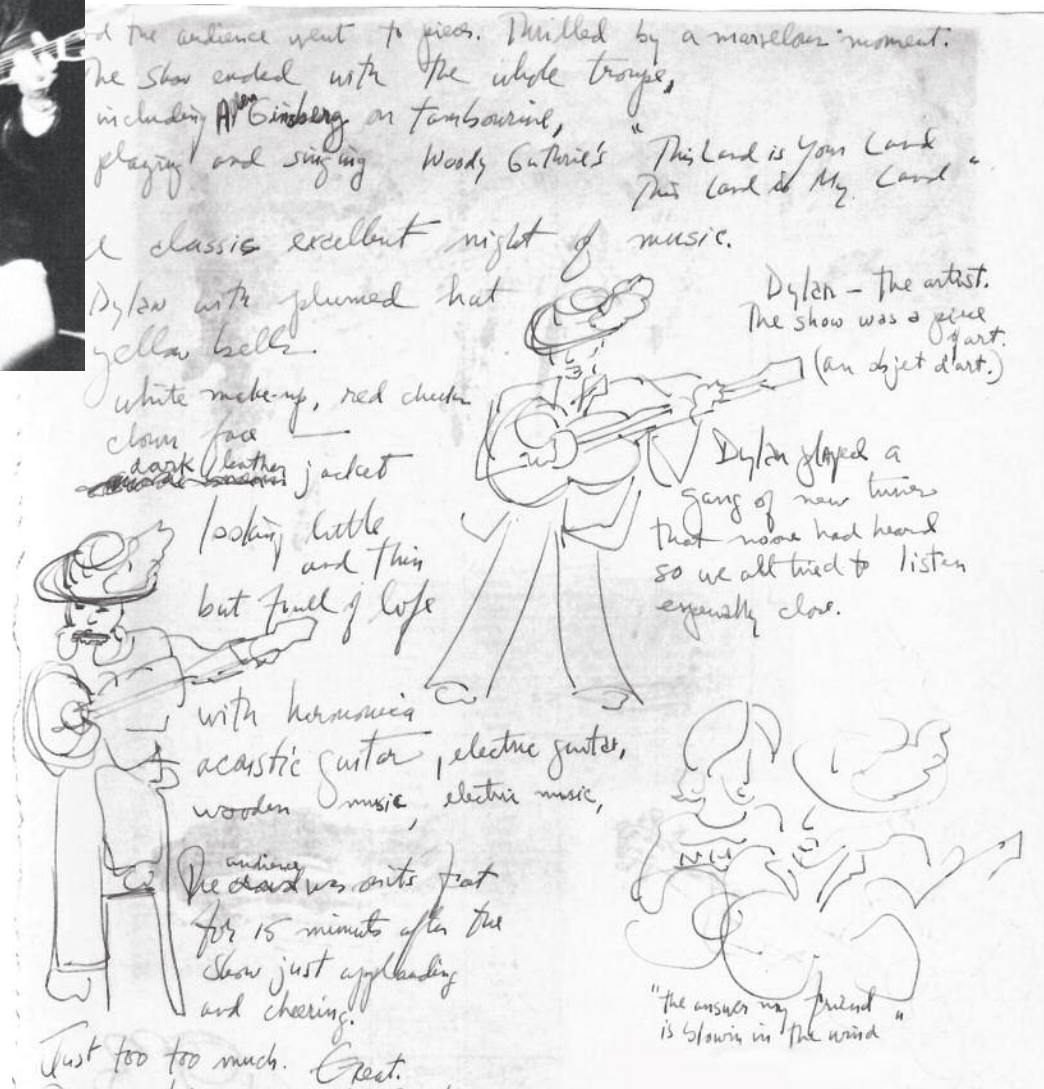 d the audience went to pieces. Thrilled by a marvelous moment.
he show ended with the whole troupe,
including Allen Ginsberg on tambourine,
playing and singing Woody Guthrie's "This Land is Your Land
This Land is My Land"
classic excellent night of music.
Dylan with plumed hat
yellow bells
white make-up, red cheeks
clown face —
dark leather jacket
looking little
and thin
but full of life
with harmonica
acoustic guitar, electric guitar,
wooden music, electric music,
The audience was on its feet
for 15 minutes after the
show just applauding
and cheering.
Just too too much. Great.
Dylan – the artist.
The show was a piece
of art.
(an objet d'art.)
Dylan played a
gang of new tunes
that noone had heard
so we all tried to listen
especially close.
"the answer my friend
is blowin in the wind"